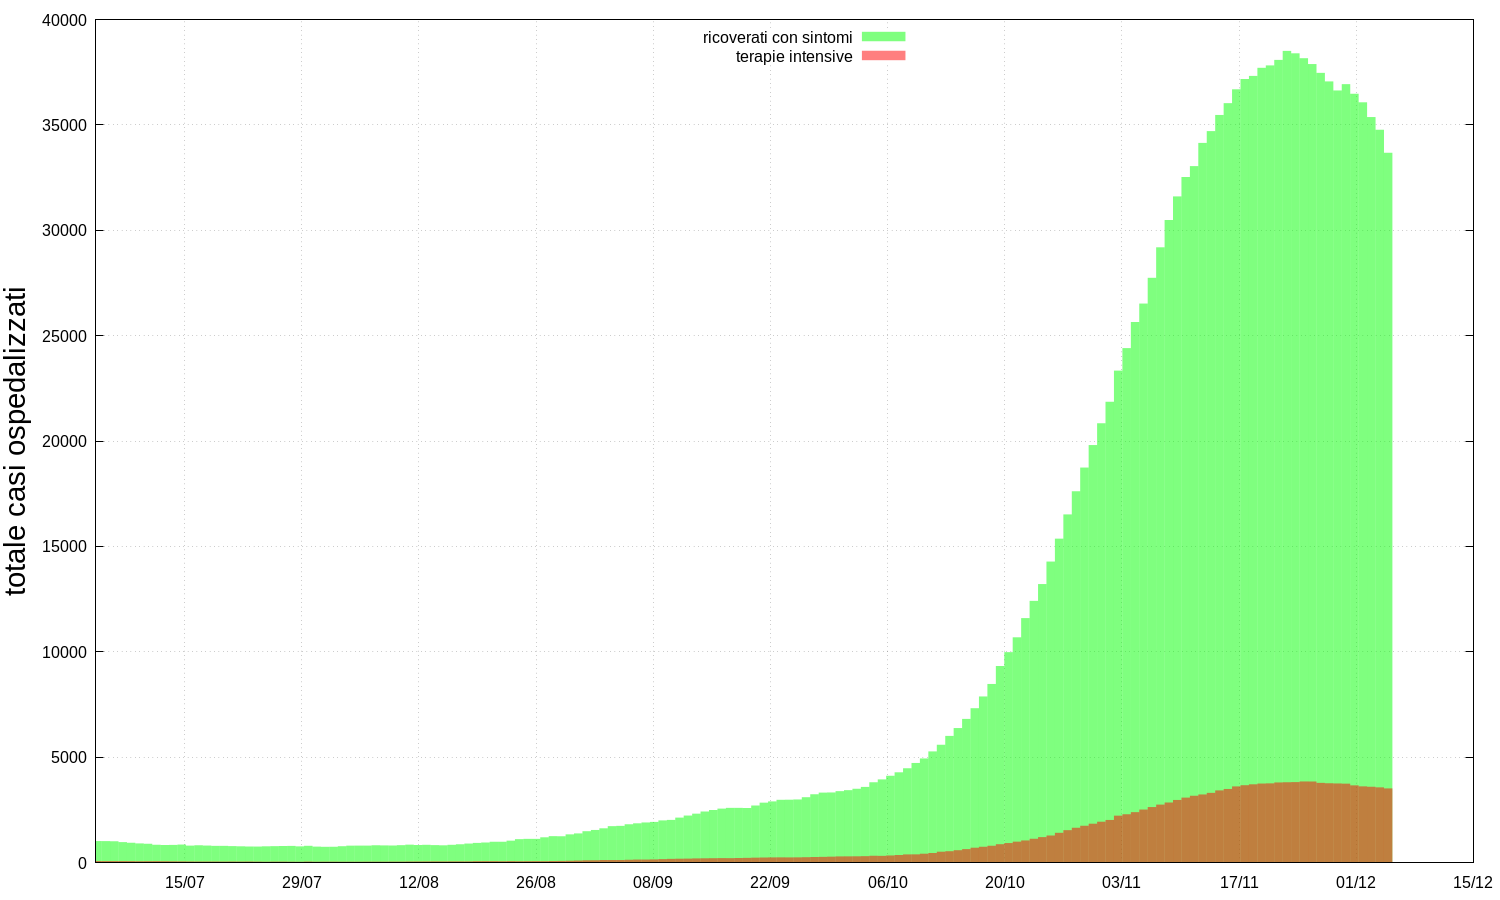 ricoverati con sintomi
terapie intensive
totale casi ospedalizzati
40000
35000
30000
25000
20000
15000
10000
5000
0
15/07 29/07 12/08 26/08 08/09 22/09 06/10 20/10 03/11 17/11 01/12 15/12